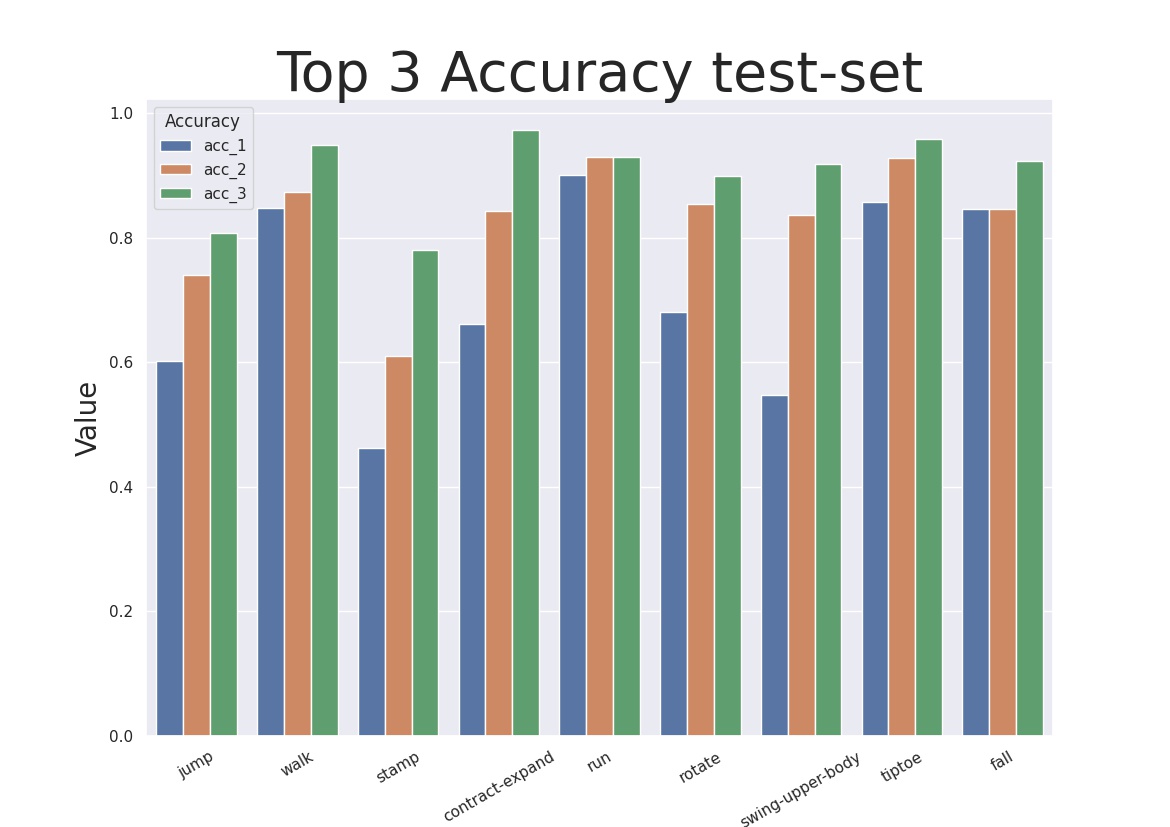 Top 3 Accuracy test-set
Accuracy
acc_1
acc_2
acc_3
Value
1.0
0.8
0.6
0.4
0.2
0.0
jump
walk
stamp
contract-expand
run
rotate
swing-upper-body
tiptoe
fall